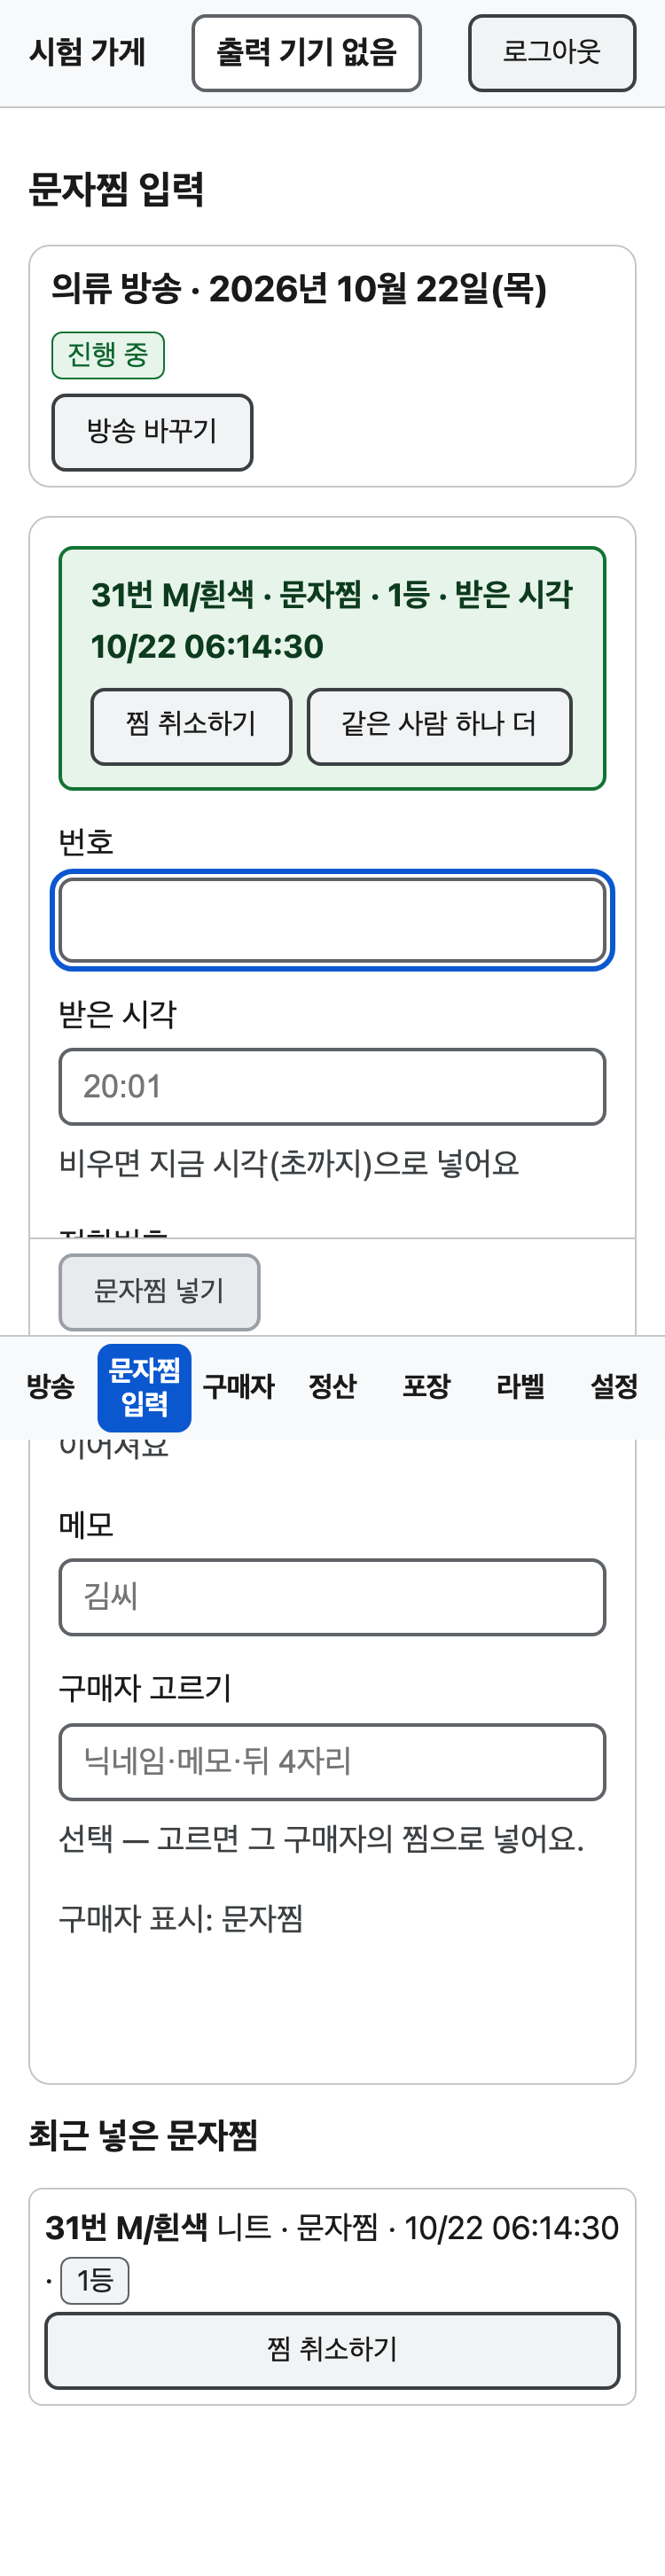 시험 가게
출력 기기 없음
로그아웃
문자찜 입력
의류 방송 · 2026년 10월 22일(목)
진행 중
방송 바꾸기
31번 M/흰색 · 문자찜 · 1등 · 받은 시각
10/22 06:14:30
찜 취소하기
같은 사람 하나 더
번호
받은 시각
20:01
비우면 지금 시각(초까지)으로 넣어요
문자찜 넣기
방송
문자찜
입력
구매자
정산
포장
라벨
설정
이어져요
메모
김씨
구매자 고르기
닉네임·메모·뒤 4자리
선택 — 고르면 그 구매자의 찜으로 넣어요.
구매자 표시: 문자찜
최근 넣은 문자찜
31번 M/흰색 니트 · 문자찜 · 10/22 06:14:30
· 1등
찜 취소하기